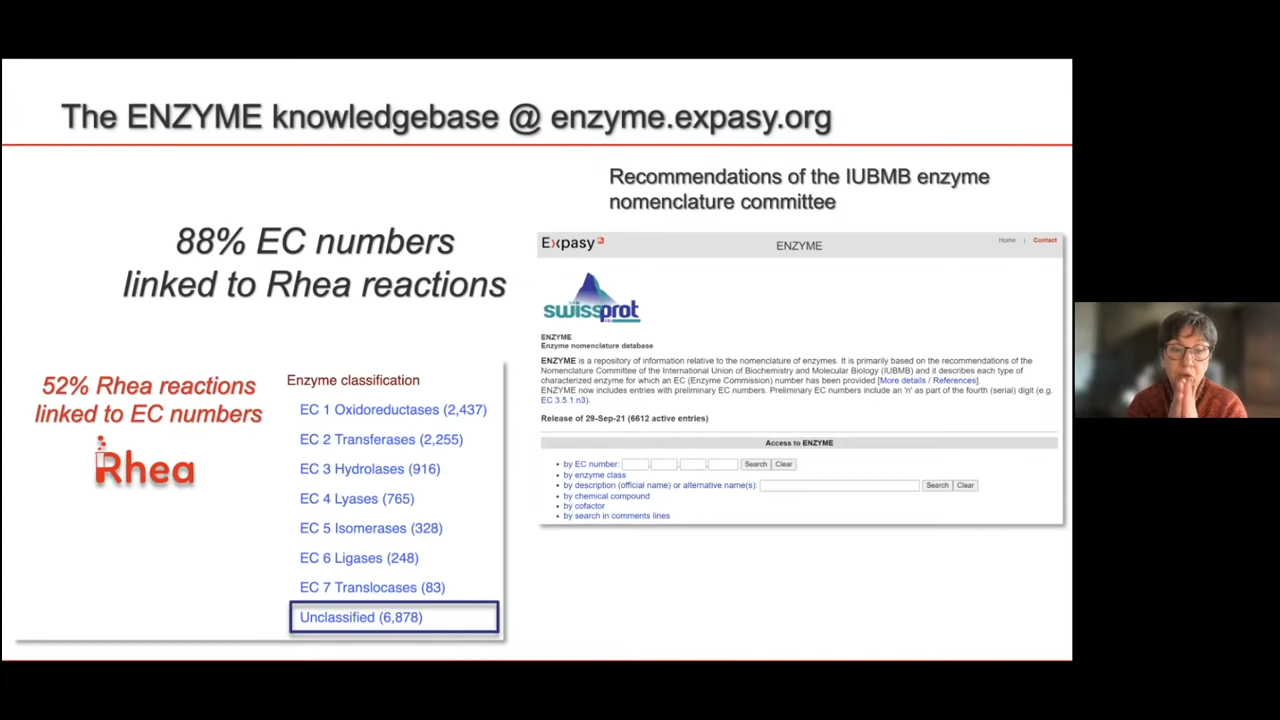 The ENZYME knowledgebase @ enzyme.expasy.org
88% EC numbers
linked to Rhea reactions
52% Rhea reactions
linked to EC numbers
Rhea
Enzyme classification
EC 1 Oxidoreductases (2,437)
EC 2 Transferases (2,255)
EC 3 Hydrolases (916)
EC 4 Lyases (765)
EC 5 Isomerases (328)
EC 6 Ligases (248)
EC 7 Translocases (83)
Unclassified (6,878)
Recommendations of the IUBMB enzyme
nomenclature committee
Expasy
ENZYME
Home | Contact
swissprot
ENZYME
Enzyme nomenclature database
ENZYME is a repository of information relative to the nomenclature of enzymes. It is primarily based on the recommendations of the
Nomenclature Committee of the International Union of Biochemistry and Molecular Biology (IUBMB) and it describes each type of
characterized enzyme for which an EC (Enzyme Commission) number has been provided [More details / References].
ENZYME now includes entries with preliminary EC numbers. Preliminary EC numbers include an 'n' as part of the fourth (serial) digit (e.g.
EC 3.5.1.n3).
Release of 29-Sep-21 (6612 active entries)
Access to ENZYME
• by EC number: . . . Search Clear
• by enzyme class
• by description (official name) or alternative name(s): Search Clear
• by chemical compound
• by cofactor
• by search in comments lines